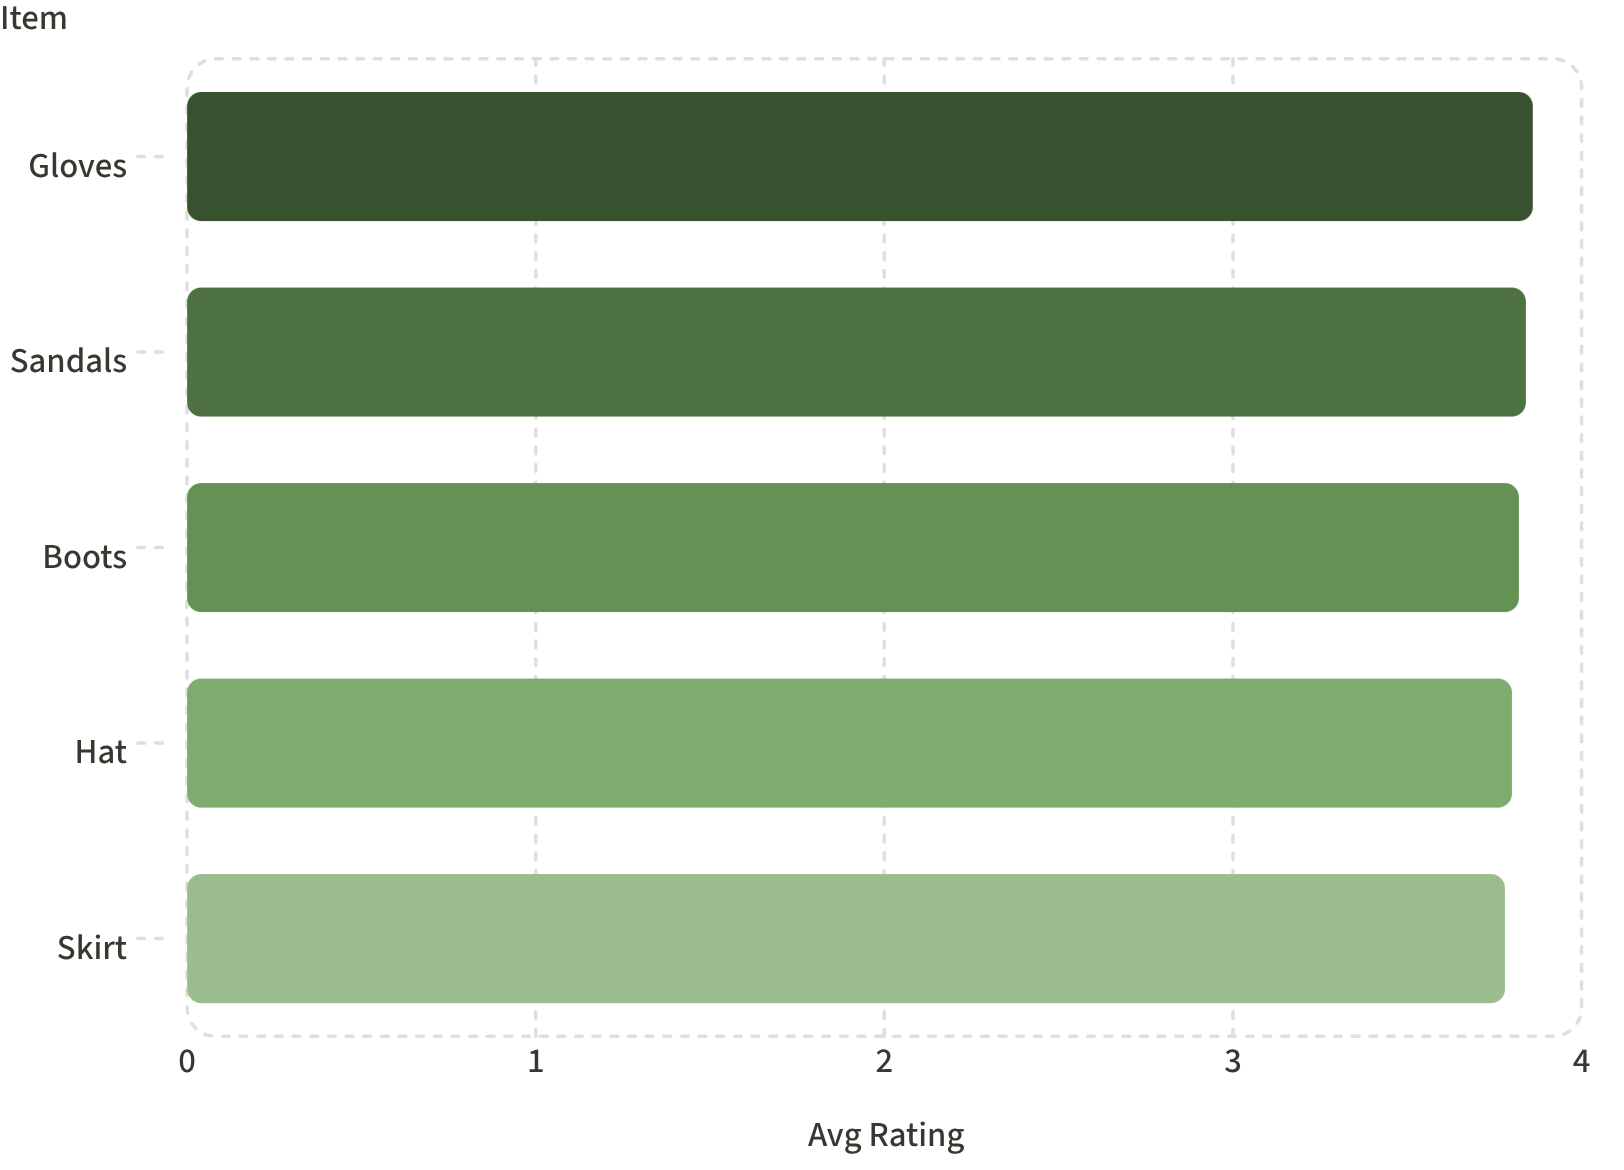 Item
Gloves
Sandals
Boots
Hat
Skirt
0 1 2 3 4
Avg Rating